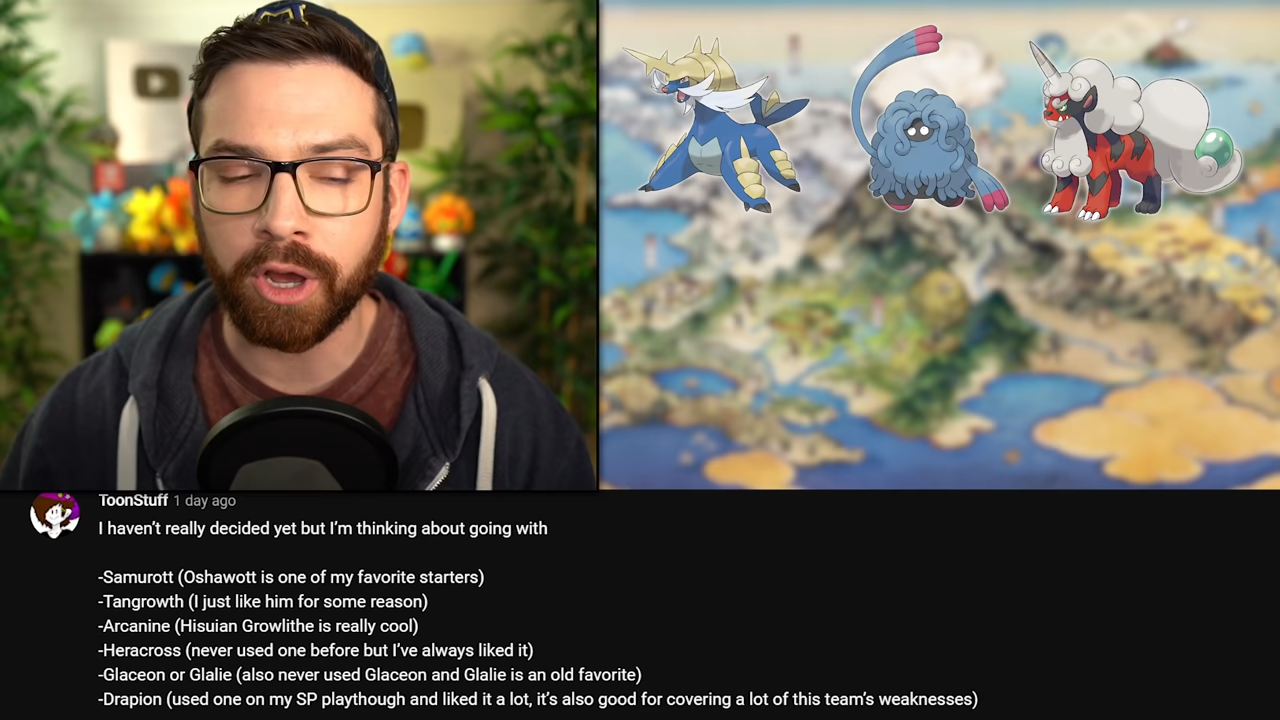 ToonStuff 1 day ago
I haven’t really decided yet but I’m thinking about going with
-Samurott (Oshawott is one of my favorite starters)
-Tangrowth (I just like him for some reason)
-Arcanine (Hisuian Growlithe is really cool)
-Heracross (never used one before but I’ve always liked it)
-Glaceon or Glalie (also never used Glaceon and Glalie is an old favorite)
-Drapion (used one on my SP playthough and liked it a lot, it’s also good for covering a lot of this team’s weaknesses)